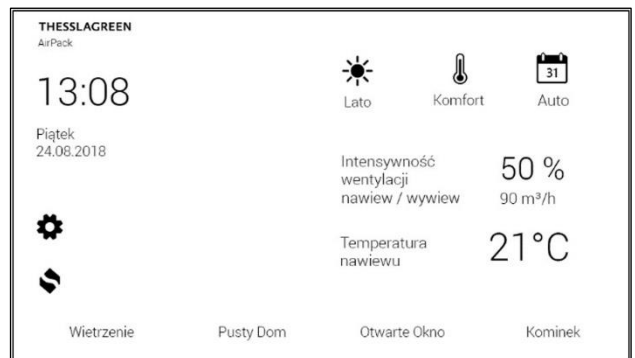 THESSLAGREEN
AirPack
13:08
Piątek
24.08.2018
31
Lato
Komfort
Auto
Intensywność
wentylacji
nawiew / wywiew
50 %
90 m³/h
Temperatura
nawiewu
21°C
Wietrzenie
Pusty Dom
Otwarte Okno
Kominek